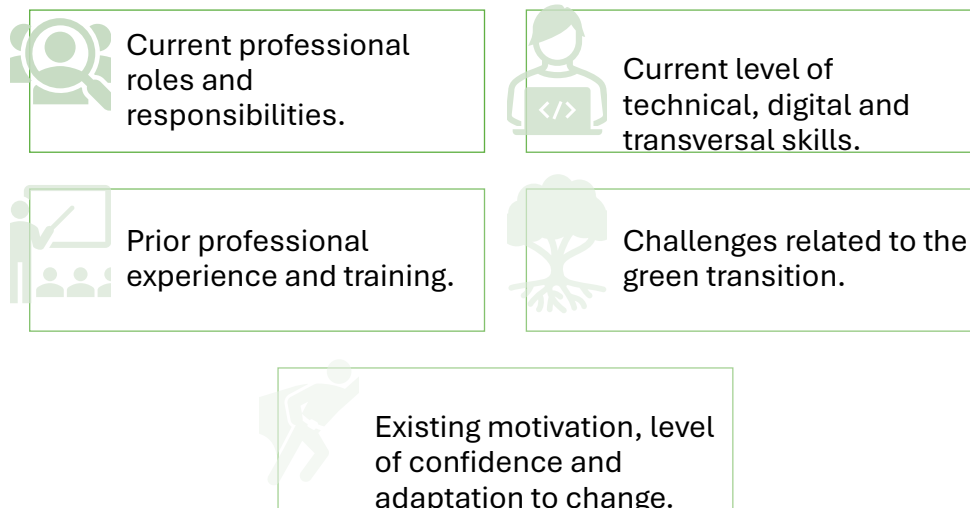 Current professional
roles and
responsibilities.
Current level of
technical, digital and
transversal skills.
Prior professional
experience and training.
Challenges related to the
green transition.
Existing motivation, level
of confidence and
adaptation to change.